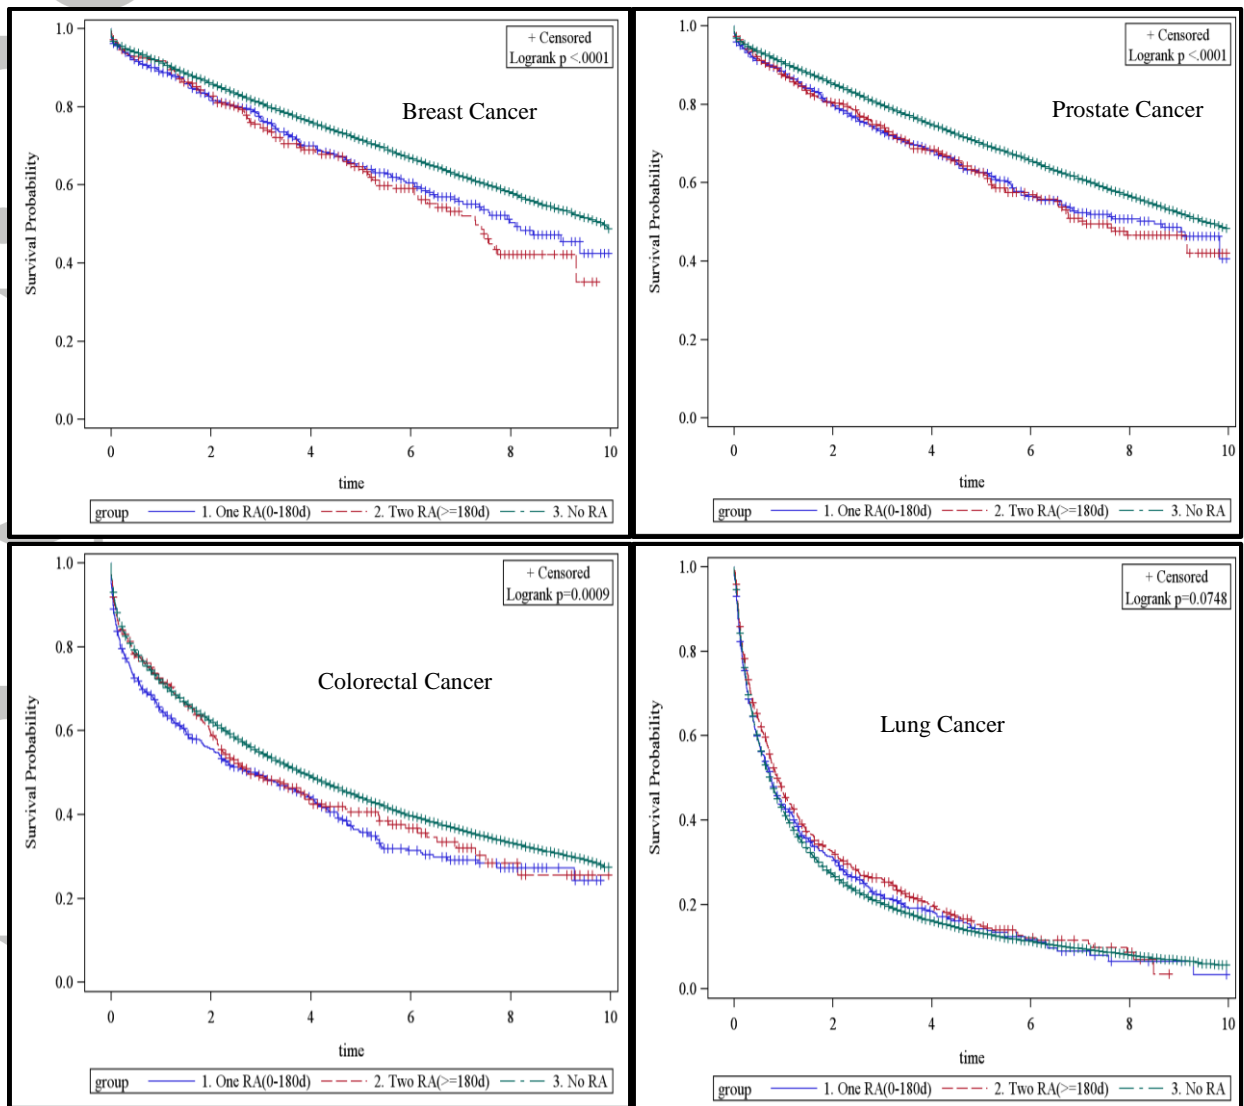 1.0
0.8
0.6
0.4
0.2
0.0
Survival Probability
+ Censored
Logrank p <.0001
Breast Cancer
0 2 4 6 8 10
time
group 1. One RA(0-180d) 2. Two RA(>=180d) 3. No RA
1.0
0.8
0.6
0.4
0.2
0.0
Survival Probability
+ Censored
Logrank p <.0001
Prostate Cancer
0 2 4 6 8 10
time
group 1. One RA(0-180d) 2. Two RA(>=180d) 3. No RA
1.0
0.8
0.6
0.4
0.2
0.0
Survival Probability
+ Censored
Logrank p=0.0009
Colorectal Cancer
0 2 4 6 8 10
time
group 1. One RA(0-180d) 2. Two RA(>=180d) 3. No RA
1.0
0.8
0.6
0.4
0.2
0.0
Survival Probability
+ Censored
Logrank p=0.0748
Lung Cancer
0 2 4 6 8 10
time
group 1. One RA(0-180d) 2. Two RA(>=180d) 3. No RA